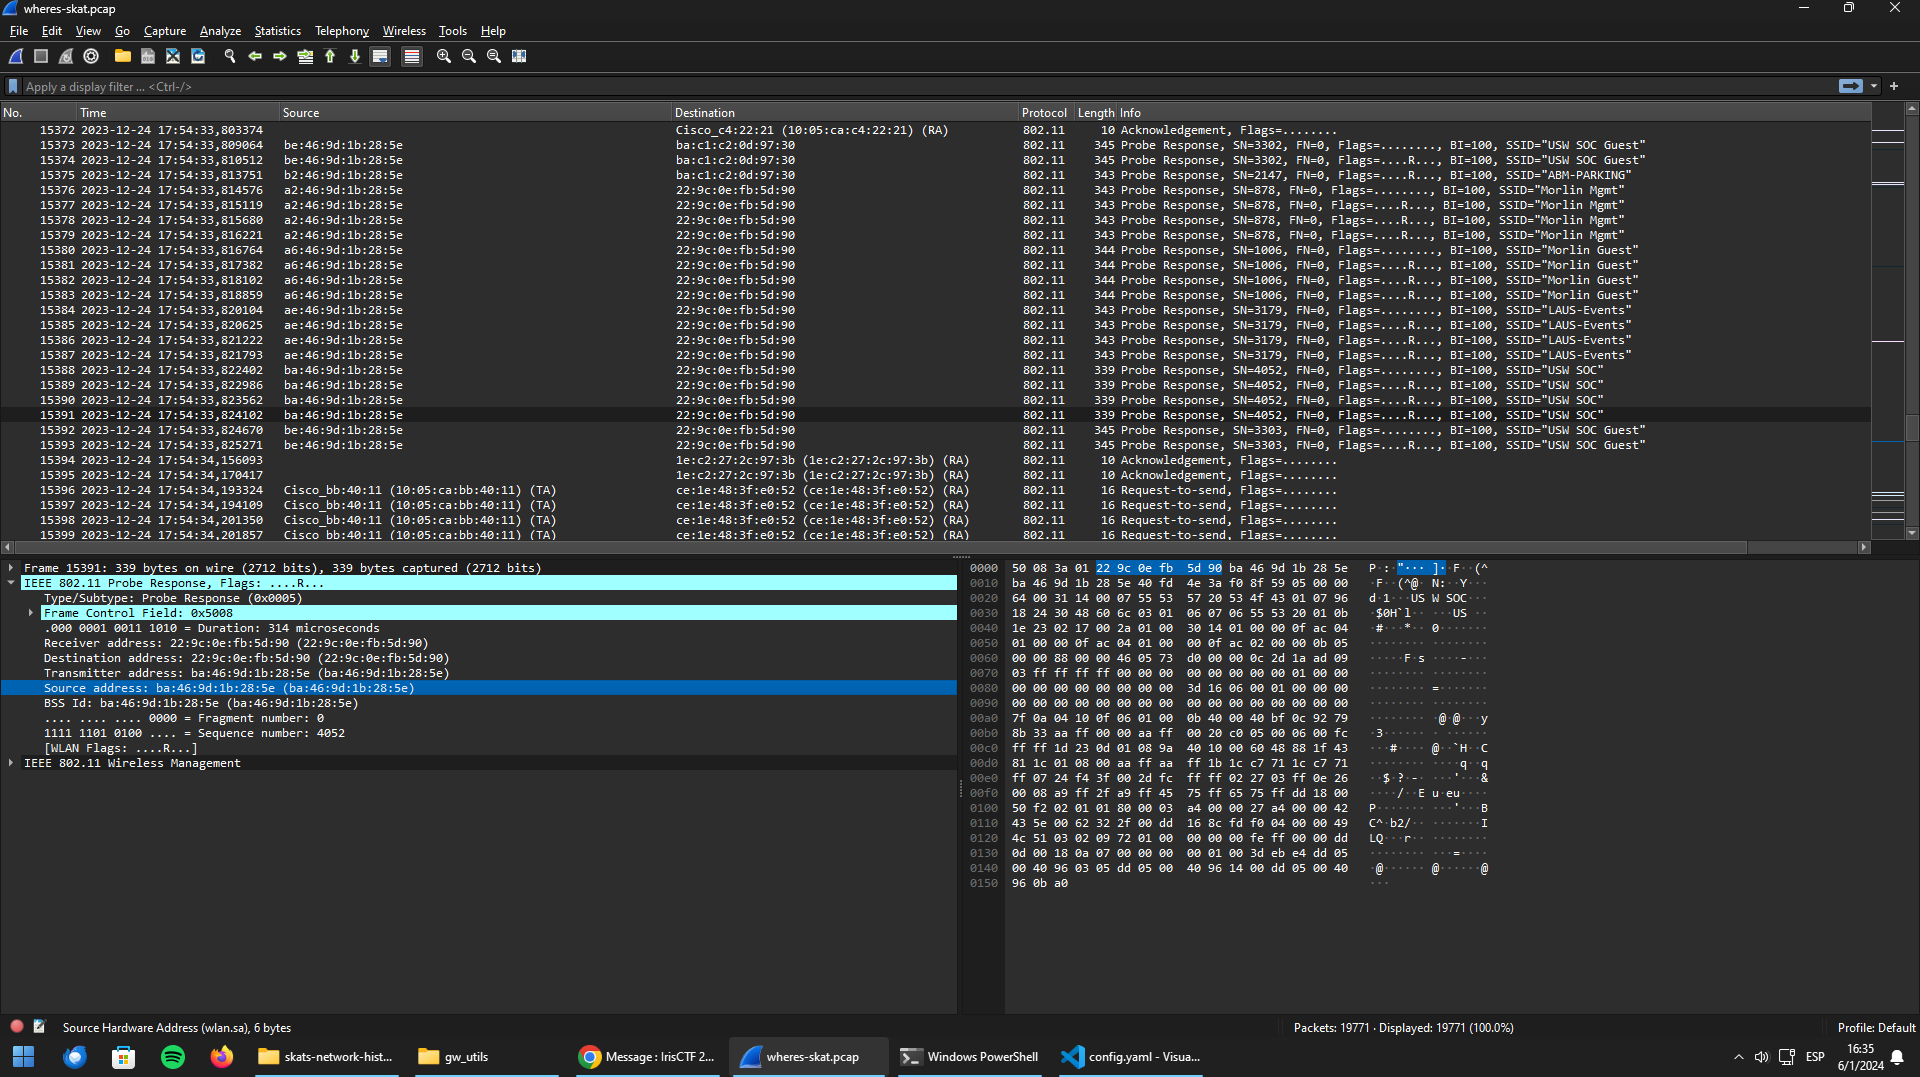 wheres-skat.pcap
File Edit View Go Capture Analyze Statistics Telephony Wireless Tools Help
Apply a display filter ... <Ctrl-/>
No. Time Source Destination Protocol Length Info
15372 2023-12-24 17:54:33,803374 Cisco_c4:22:21 (10:05:ca:c4:22:21) (RA) 802.11 10 Acknowledgement, Flags=........
15373 2023-12-24 17:54:33,809064 be:46:9d:1b:28:5e ba:c1:c2:0d:97:30 802.11 345 Probe Response, SN=3302, FN=0, Flags=........, BI=100, SSID="USW SOC Guest"
15374 2023-12-24 17:54:33,810512 be:46:9d:1b:28:5e ba:c1:c2:0d:97:30 802.11 345 Probe Response, SN=3302, FN=0, Flags=....R..., BI=100, SSID="USW SOC Guest"
15375 2023-12-24 17:54:33,813751 b2:46:9d:1b:28:5e ba:c1:c2:0d:97:30 802.11 343 Probe Response, SN=2147, FN=0, Flags=....R..., BI=100, SSID="ABM-PARKING"
15376 2023-12-24 17:54:33,814576 a2:46:9d:1b:28:5e 22:9c:0e:fb:5d:90 802.11 343 Probe Response, SN=878, FN=0, Flags=........, BI=100, SSID="Morlin Mgmt"
15377 2023-12-24 17:54:33,815119 a2:46:9d:1b:28:5e 22:9c:0e:fb:5d:90 802.11 343 Probe Response, SN=878, FN=0, Flags=....R..., BI=100, SSID="Morlin Mgmt"
15378 2023-12-24 17:54:33,815680 a2:46:9d:1b:28:5e 22:9c:0e:fb:5d:90 802.11 343 Probe Response, SN=878, FN=0, Flags=....R..., BI=100, SSID="Morlin Mgmt"
15379 2023-12-24 17:54:33,816221 a2:46:9d:1b:28:5e 22:9c:0e:fb:5d:90 802.11 343 Probe Response, SN=878, FN=0, Flags=....R..., BI=100, SSID="Morlin Mgmt"
15380 2023-12-24 17:54:33,816764 a6:46:9d:1b:28:5e 22:9c:0e:fb:5d:90 802.11 344 Probe Response, SN=1006, FN=0, Flags=........, BI=100, SSID="Morlin Guest"
15381 2023-12-24 17:54:33,817382 a6:46:9d:1b:28:5e 22:9c:0e:fb:5d:90 802.11 344 Probe Response, SN=1006, FN=0, Flags=....R..., BI=100, SSID="Morlin Guest"
15382 2023-12-24 17:54:33,818102 a6:46:9d:1b:28:5e 22:9c:0e:fb:5d:90 802.11 344 Probe Response, SN=1006, FN=0, Flags=....R..., BI=100, SSID="Morlin Guest"
15383 2023-12-24 17:54:33,818859 a6:46:9d:1b:28:5e 22:9c:0e:fb:5d:90 802.11 344 Probe Response, SN=1006, FN=0, Flags=....R..., BI=100, SSID="Morlin Guest"
15384 2023-12-24 17:54:33,820104 ae:46:9d:1b:28:5e 22:9c:0e:fb:5d:90 802.11 343 Probe Response, SN=3179, FN=0, Flags=........, BI=100, SSID="LAUS-Events"
15385 2023-12-24 17:54:33,820625 ae:46:9d:1b:28:5e 22:9c:0e:fb:5d:90 802.11 343 Probe Response, SN=3179, FN=0, Flags=....R..., BI=100, SSID="LAUS-Events"
15386 2023-12-24 17:54:33,821222 ae:46:9d:1b:28:5e 22:9c:0e:fb:5d:90 802.11 343 Probe Response, SN=3179, FN=0, Flags=....R..., BI=100, SSID="LAUS-Events"
15387 2023-12-24 17:54:33,821793 ae:46:9d:1b:28:5e 22:9c:0e:fb:5d:90 802.11 343 Probe Response, SN=3179, FN=0, Flags=....R..., BI=100, SSID="LAUS-Events"
15388 2023-12-24 17:54:33,822402 ba:46:9d:1b:28:5e 22:9c:0e:fb:5d:90 802.11 339 Probe Response, SN=4052, FN=0, Flags=........, BI=100, SSID="USW SOC"
15389 2023-12-24 17:54:33,822986 ba:46:9d:1b:28:5e 22:9c:0e:fb:5d:90 802.11 339 Probe Response, SN=4052, FN=0, Flags=....R..., BI=100, SSID="USW SOC"
15390 2023-12-24 17:54:33,823562 ba:46:9d:1b:28:5e 22:9c:0e:fb:5d:90 802.11 339 Probe Response, SN=4052, FN=0, Flags=....R..., BI=100, SSID="USW SOC"
15391 2023-12-24 17:54:33,824102 ba:46:9d:1b:28:5e 22:9c:0e:fb:5d:90 802.11 339 Probe Response, SN=4052, FN=0, Flags=....R..., BI=100, SSID="USW SOC"
15392 2023-12-24 17:54:33,824670 be:46:9d:1b:28:5e 22:9c:0e:fb:5d:90 802.11 345 Probe Response, SN=3303, FN=0, Flags=........, BI=100, SSID="USW SOC Guest"
15393 2023-12-24 17:54:33,825271 be:46:9d:1b:28:5e 22:9c:0e:fb:5d:90 802.11 345 Probe Response, SN=3303, FN=0, Flags=....R..., BI=100, SSID="USW SOC Guest"
15394 2023-12-24 17:54:34,156093 1e:c2:27:2c:97:3b (1e:c2:27:2c:97:3b) (RA) 802.11 10 Acknowledgement, Flags=........
15395 2023-12-24 17:54:34,170417 1e:c2:27:2c:97:3b (1e:c2:27:2c:97:3b) (RA) 802.11 10 Acknowledgement, Flags=........
15396 2023-12-24 17:54:34,193324 Cisco_bb:40:11 (10:05:ca:bb:40:11) (TA) ce:1e:48:3f:e0:52 (ce:1e:48:3f:e0:52) (RA) 802.11 16 Request-to-send, Flags=........
15397 2023-12-24 17:54:34,194109 Cisco_bb:40:11 (10:05:ca:bb:40:11) (TA) ce:1e:48:3f:e0:52 (ce:1e:48:3f:e0:52) (RA) 802.11 16 Request-to-send, Flags=........
15398 2023-12-24 17:54:34,201350 Cisco_bb:40:11 (10:05:ca:bb:40:11) (TA) ce:1e:48:3f:e0:52 (ce:1e:48:3f:e0:52) (RA) 802.11 16 Request-to-send, Flags=........
15399 2023-12-24 17:54:34,201857 Cisco_bb:40:11 (10:05:ca:bb:40:11) (TA) ce:1e:48:3f:e0:52 (ce:1e:48:3f:e0:52) (RA) 802.11 16 Request-to-send, Flags=........
Frame 15391: 339 bytes on wire (2712 bits), 339 bytes captured (2712 bits)
IEEE 802.11 Probe Response, Flags: ....R...
Type/Subtype: Probe Response (0x0005)
Frame Control Field: 0x5008
.000 0001 0011 1010 = Duration: 314 microseconds
Receiver address: 22:9c:0e:fb:5d:90 (22:9c:0e:fb:5d:90)
Destination address: 22:9c:0e:fb:5d:90 (22:9c:0e:fb:5d:90)
Transmitter address: ba:46:9d:1b:28:5e (ba:46:9d:1b:28:5e)
Source address: ba:46:9d:1b:28:5e (ba:46:9d:1b:28:5e)
BSS Id: ba:46:9d:1b:28:5e (ba:46:9d:1b:28:5e)
.... .... .... 0000 = Fragment number: 0
1111 1101 0100 .... = Sequence number: 4052
[WLAN Flags: ....R...]
IEEE 802.11 Wireless Management
0000 50 08 3a 01 22 9c 0e fb 5d 90 ba 46 9d 1b 28 5e P·:·"···]··F··(^
0010 ba 46 9d 1b 28 5e 40 fd 4e 3a f0 8f 59 05 00 00 ·F··(^@·N:··Y···
0020 64 00 31 14 00 07 55 53 57 20 53 4f 43 01 07 96 d·1···USW SOC···
0030 18 24 30 48 60 6c 03 01 06 07 06 55 53 20 01 0b ·$0H`l·····US ··
0040 1e 23 02 17 00 2a 01 00 30 14 01 00 00 0f ac 04 ·#···*··0·······
0050 01 00 00 0f ac 04 01 00 00 0f ac 02 00 00 0b 05 ················
0060 00 00 88 00 00 46 05 73 d0 00 00 0c 2d 1a ad 09 ·····F·s····-···
0070 03 ff ff ff ff 00 00 00 00 00 00 00 00 01 00 00 ················
0080 00 00 00 00 00 00 00 00 3d 16 06 00 01 00 00 00 ········=·······
0090 00 00 00 00 00 00 00 00 00 00 00 00 00 00 00 00 ················
00a0 7f 0a 04 10 0f 06 01 00 0b 40 00 40 bf 0c 92 79 ·········@·@···y
00b0 8b 33 aa ff 00 00 aa ff 00 20 c0 05 00 06 00 fc ·3······· ······
00c0 ff ff 1d 23 0d 01 08 9a 40 10 00 60 48 88 1f 43 ···#····@··`H··C
00d0 81 1c 01 08 00 aa ff aa ff 1b 1c c7 71 1c c7 71 ············q··q
00e0 ff 07 24 f4 3f 00 2d fc ff ff 02 27 03 ff 0e 26 ··$·?·-····'···&
00f0 00 08 a9 ff 2f a9 ff 45 75 ff 65 75 ff dd 18 00 ····/··Eu·eu····
0100 50 f2 02 01 01 80 00 03 a4 00 00 27 a4 00 00 42 P··········'···B
0110 43 5e 00 62 32 2f 00 dd 16 8c fd f0 04 00 00 49 C^·b2/·········I
0120 4c 51 03 02 09 72 01 00 00 00 00 fe ff 00 00 dd LQ···r··········
0130 0d 00 18 0a 07 00 00 00 00 01 00 3d eb e4 dd 05 ···········=····
0140 00 40 96 03 05 dd 05 00 40 96 14 00 dd 05 00 40 ·@······@······@
0150 96 0b a0 ···
Source Hardware Address (wlan.sa), 6 bytes Packets: 19771 · Displayed: 19771 (100.0%) Profile: Default
skats-network-hist... gw_utils Message : IrisCTF 2... wheres-skat.pcap Windows PowerShell config.yaml - Visua... ESP 16:35
6/1/2024